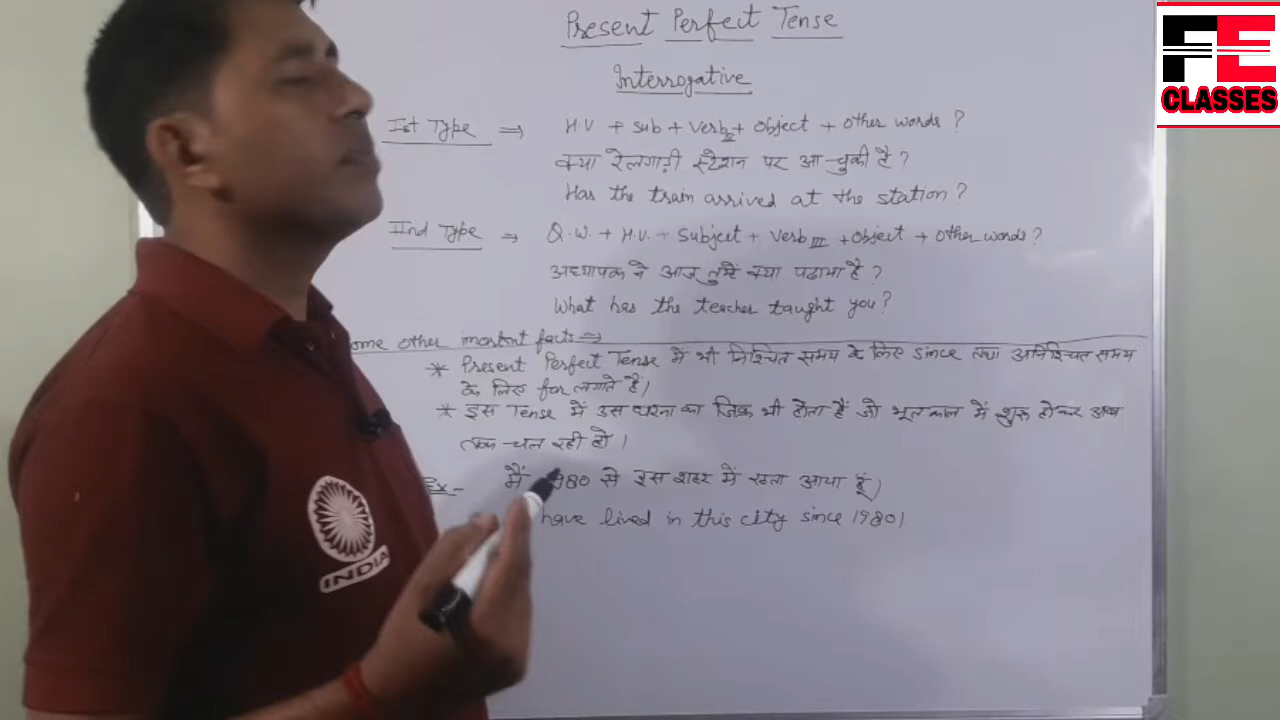 Present Perfect Tense
FE
CLASSES
Interrogative
Ist Type ⇒ H.V + sub + verb III + object + other words ?
क्या रेलगाड़ी स्टेशन पर आ चुकी है ?
Has the train arrived at the station ?
IInd Type ⇒ Q.W. + H.V. + Subject + Verb III + object + other words ?
अध्यापक ने आज तुम्हें क्या पढाया है ?
What has the teacher taught you ?
ome other important facts ⇒
* Present Perfect Tense में भी निश्चित समय के लिए since तथा अनिश्चित समय
के लिए for लगाते है।
* इस Tense में उस घटना का जिक्र भी होता है जो भूतकाल में शुरू होकर अब
तक चल रही हो ।
Ex- मैं 1980 से इस शहर में रहता आया हूं।
have lived in this city since 1980।
INDIA